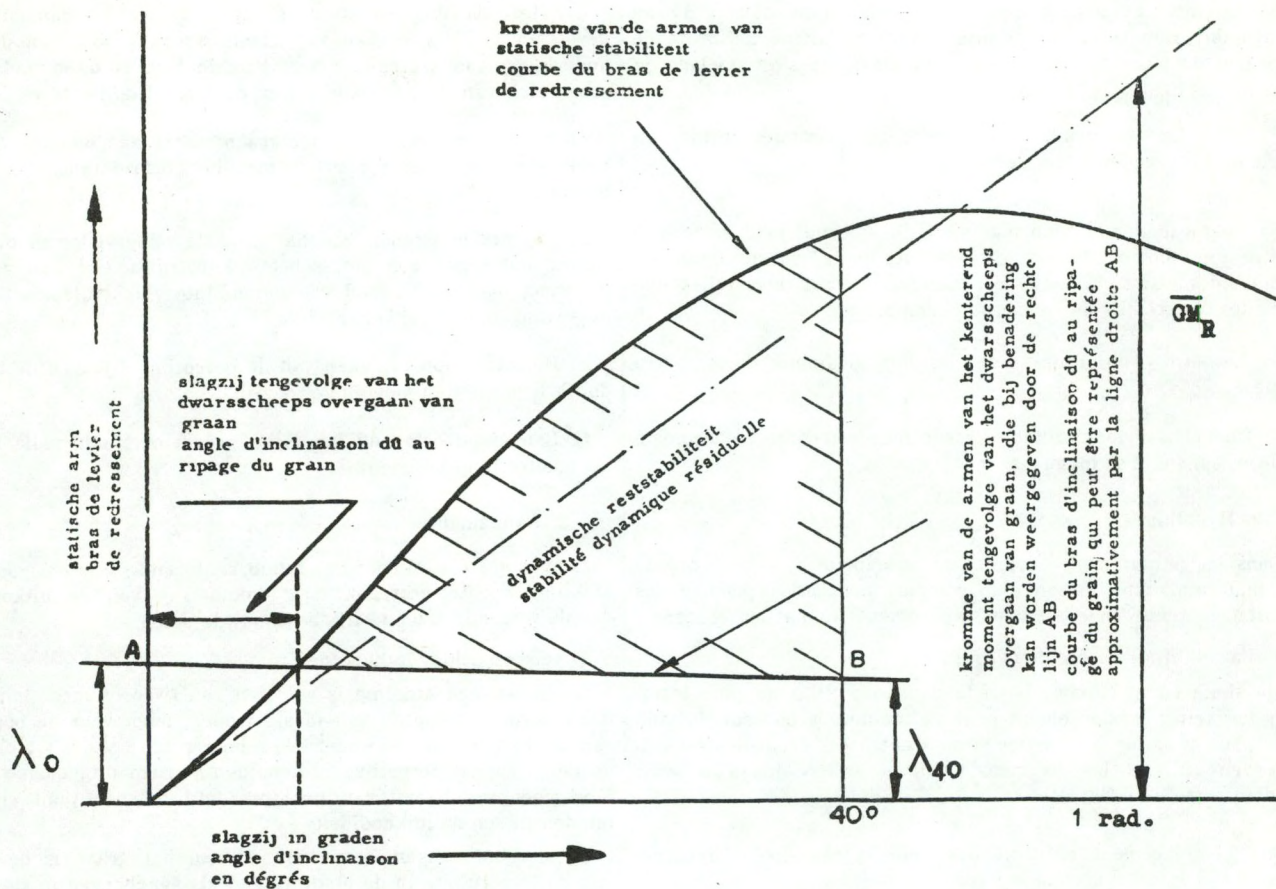 kromme van de armen van
statische stabiliteit
courbe du bras de levier
de redressement
statische arm
bras de levier
de redressement
slagzij tengevolge van het
dwarsscheeps overgaan van
graan
angle d'inclinaison dû au
ripage du grain
dynamische reststabiliteit
stabilité dynamique résiduelle
kromme van de armen van het kenterend
moment tengevolge van het dwarsscheeps
overgaan graan, die bij benadering
kan worden weergegeven door de rechte
lijn AB
courbe du bras d'inclinaison dû au ripa-
gé du grain, qui peut être représentée
approximativement par la ligne droite AB
GM R
A
B
λ0
λ40
40°
1 rad.
slagzij in graden
angle d'inclinaison
en dégrés